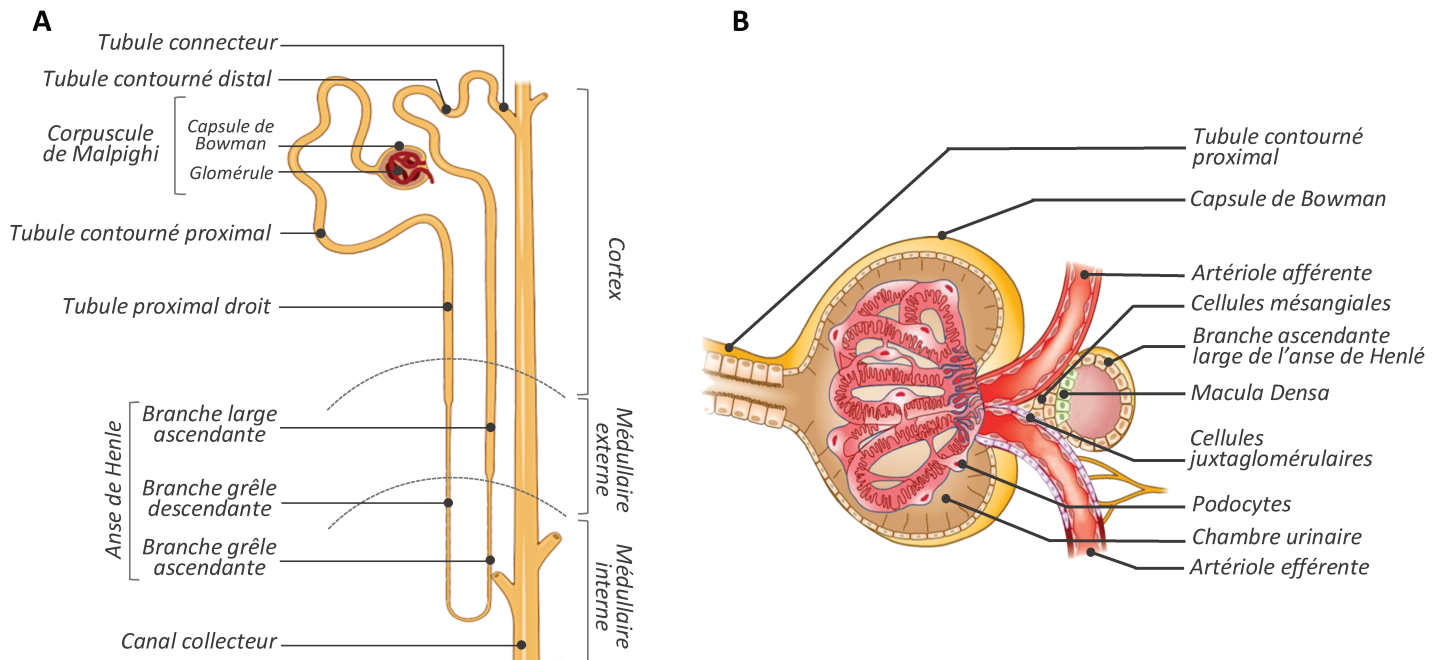 A
Tubule connecteur
Tubule contourné distal
Corpuscule
de Malpighi
Capsule de
Bowman
Glomérule
Tubule contourné proximal
Tubule proximal droit
Anse de Henle
Branche large
ascendante
Branche grêle
descendante
Branche grêle
ascendante
Canal collecteur
Cortex
Médullaire
externe
Médullaire
interne
B
Tubule contourné
proximal
Capsule de Bowman
Artériole afférente
Cellules mésangiales
Branche ascendante
large de l'anse de Henlé
Macula Densa
Cellules
juxtaglomérulaires
Podocytes
Chambre urinaire
Artériole efférente